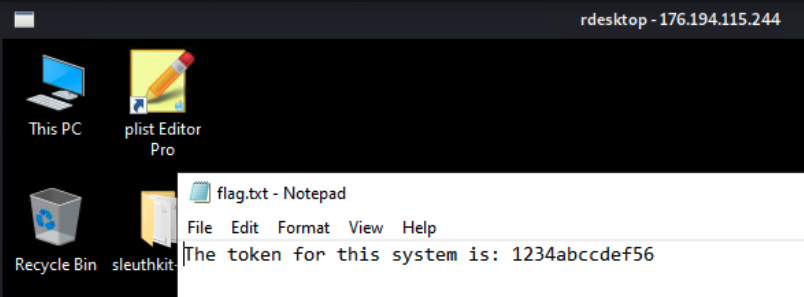 rdesktop - 176.194.115.244
This PC
plist Editor
Pro
flag.txt - Notepad
File Edit Format View Help
The token for this system is: 1234abccdef56
Recycle Bin
sleuthkit-